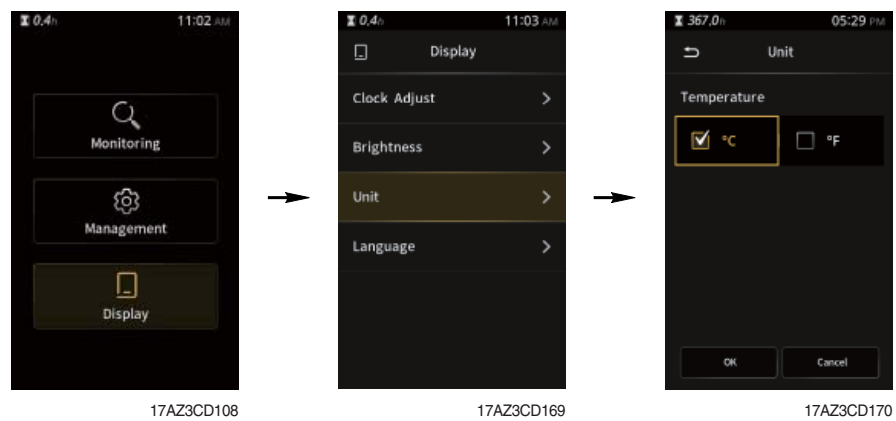 0.4h 11:02 AM
Monitoring
Management
Display
17AZ3CD108
0.4h 11:03 AM
Display
Clock Adjust
Brightness
Unit
Language
17AZ3CD169
367.0h 05:29 PM
Unit
Temperature
°C °F
OK Cancel
17AZ3CD170